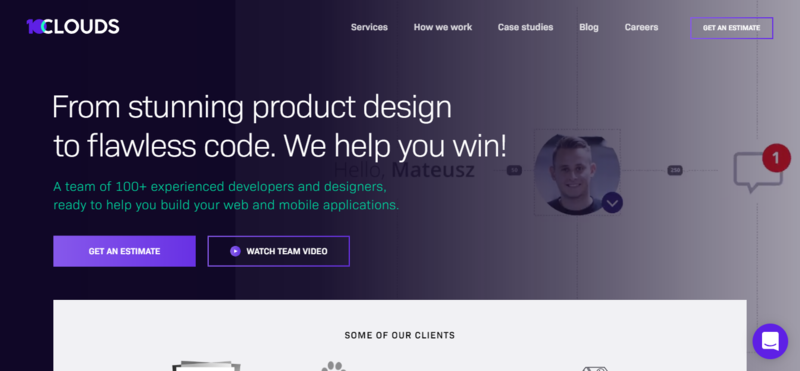 10CLOUDS
Services How we work Case studies Blog Careers GET AN ESTIMATE
From stunning product design
to flawless code. We help you win!
Hello, Mateusz
1
A team of 100+ experienced developers and designers,
ready to help you build your web and mobile applications.
GET AN ESTIMATE WATCH TEAM VIDEO
SOME OF OUR CLIENTS